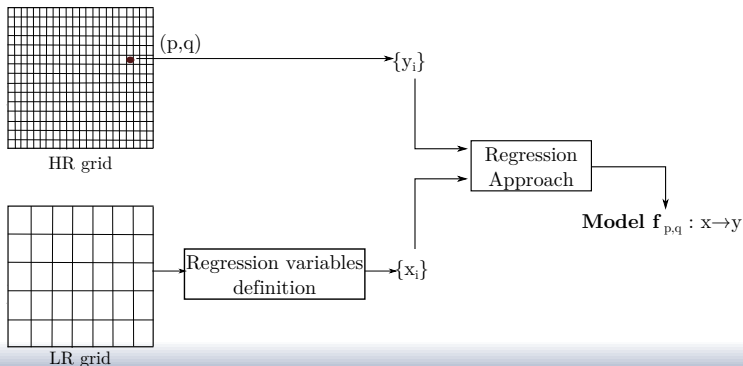 (p,q)
{y_i}
HR grid
Regression
Approach
Model f_p,q : x→y
Regression variables
definition
{x_i}
LR grid